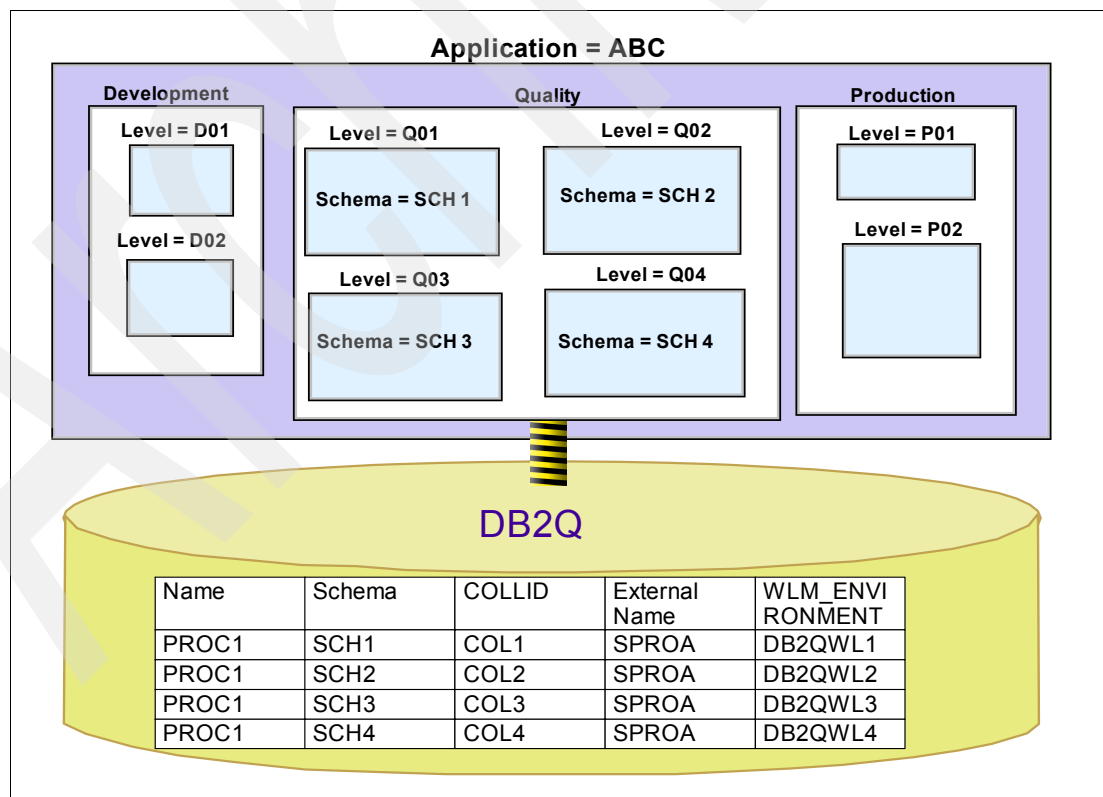 Application = ABC
Development
Quality
Production
Level = D01
Level = Q01
Level = Q02
Level = P01
Schema = SCH 1
Schema = SCH 2
Level = D02
Level = P02
Level = Q03
Level = Q04
Schema = SCH 3
Schema = SCH 4
DB2Q
Name Schema COLLID External Name WLM_ENVI RONMENT
PROC1 SCH1 COL1 SPROA DB2QWL1
PROC1 SCH2 COL2 SPROA DB2QWL2
PROC1 SCH3 COL3 SPROA DB2QWL3
PROC1 SCH4 COL4 SPROA DB2QWL4